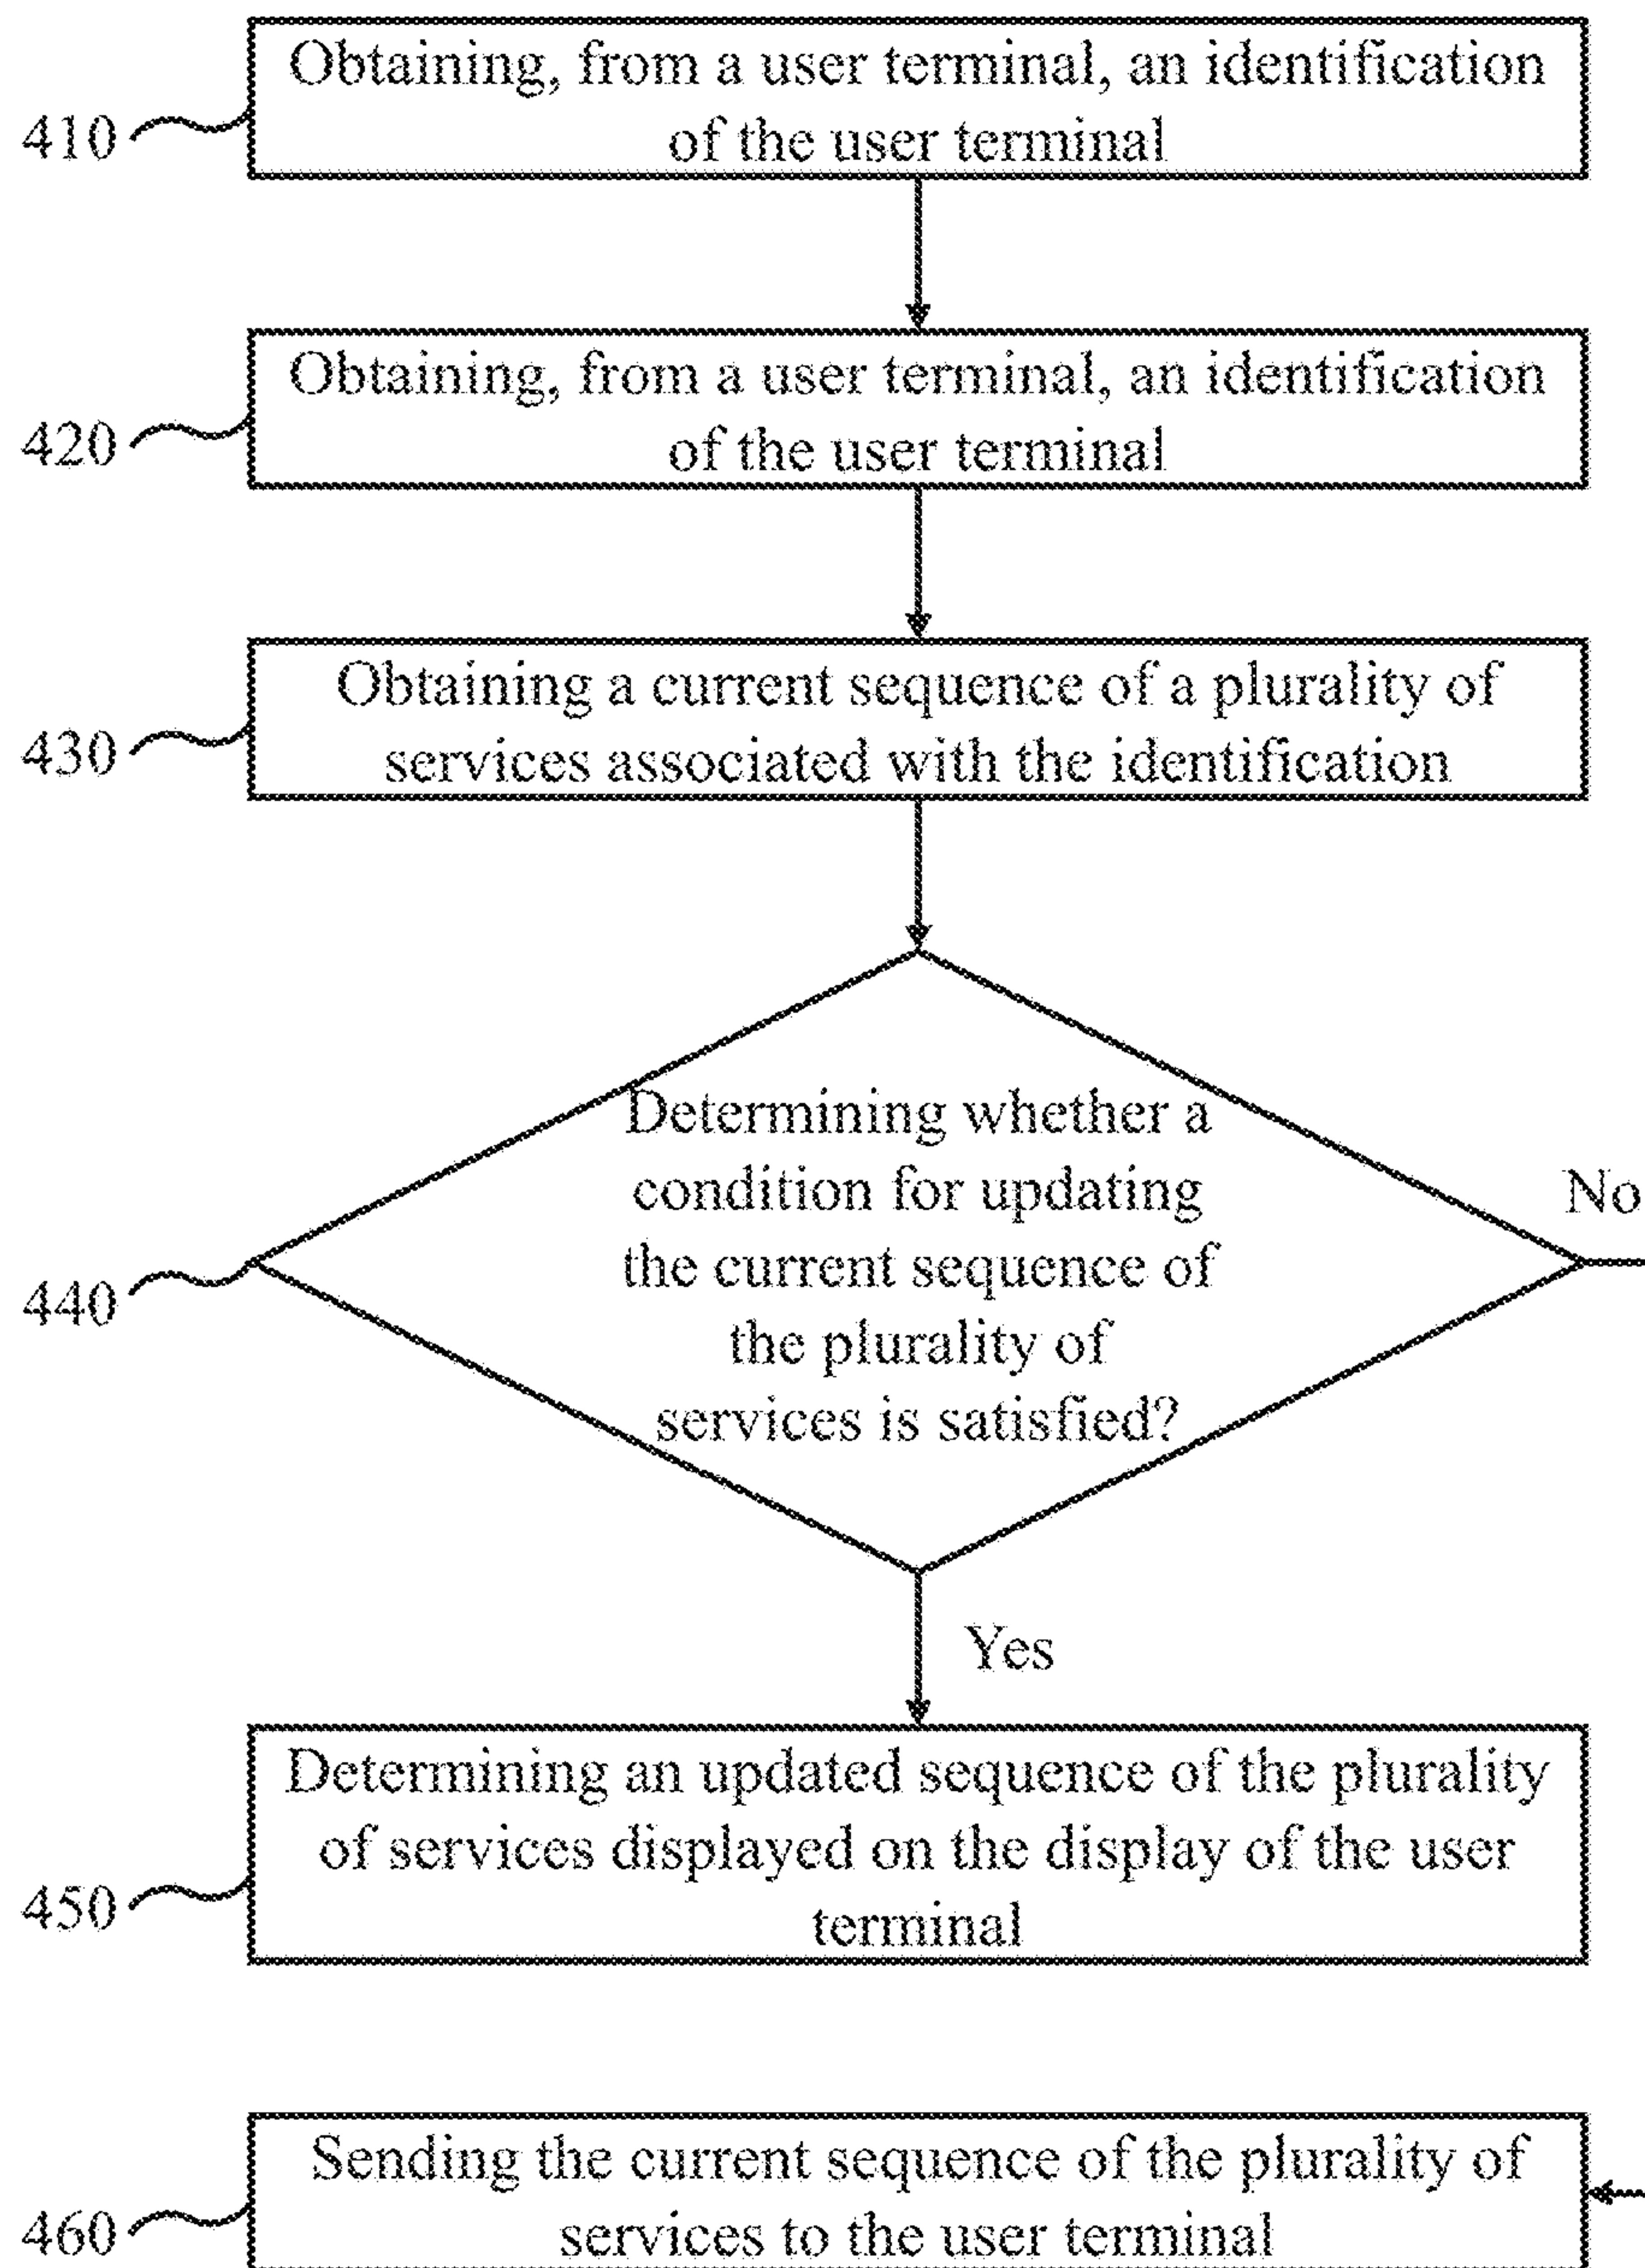 Obtaining, from a user terminal, an identification
of the user terminal
410
Obtaining, from a user terminal, an identification
of the user terminal
420
Obtaining a current sequence of a plurality of
services associated with the identification
430
Determining whether a
condition for updating
the current sequence of
the plurality of
services is satisfied?
No
440
Yes
Determining an updated sequence of the plurality
of services displayed on the display of the user
terminal
450
Sending the current sequence of the plurality of
services to the user terminal
460